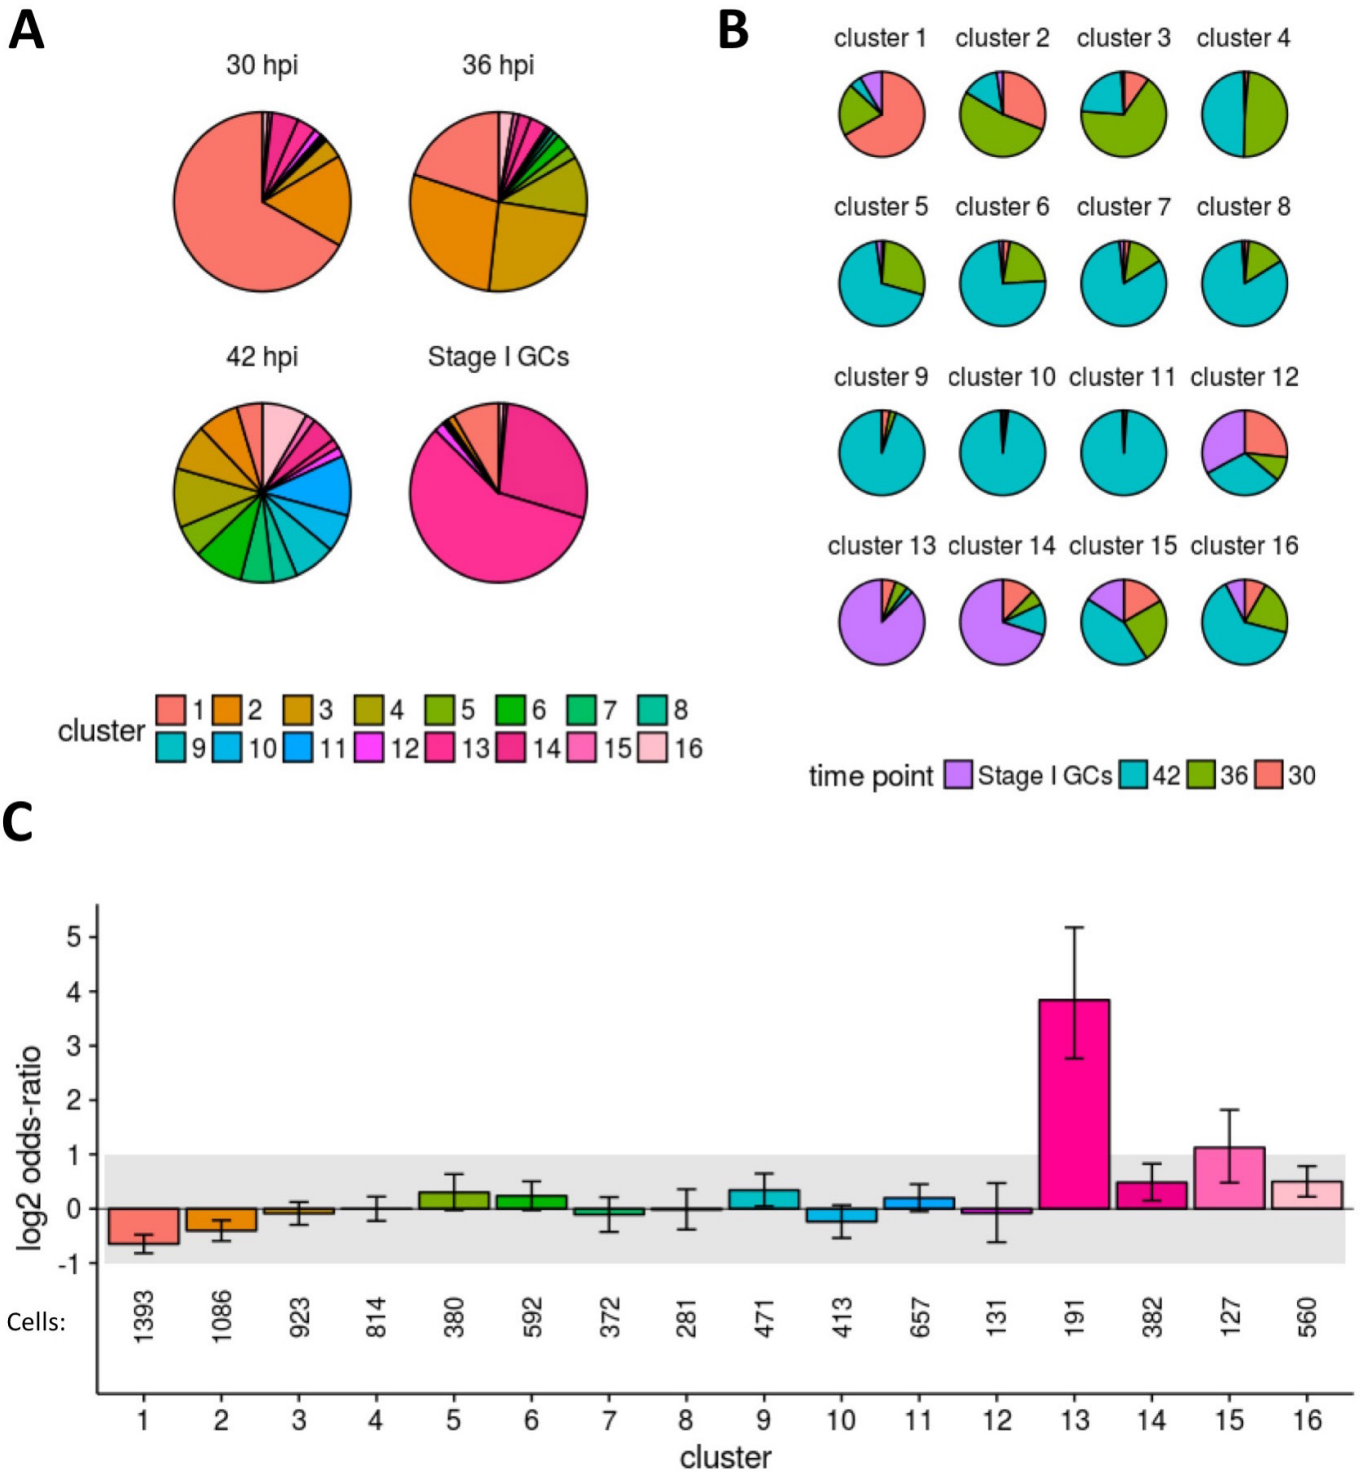 A
30 hpi
36 hpi
42 hpi
Stage I GCs
cluster
1 2 3 4 5 6 7 8
9 10 11 12 13 14 15 16
B
cluster 1 cluster 2 cluster 3 cluster 4
cluster 5 cluster 6 cluster 7 cluster 8
cluster 9 cluster 10 cluster 11 cluster 12
cluster 13 cluster 14 cluster 15 cluster 16
time point Stage I GCs 42 36 30
C
log2 odds-ratio
5
4
3
2
1
0
-1
Cells: 1393 1086 9223 814 380 592 372 281 471 413 657 131 191 382 127 560
1 2 3 4 5 6 7 8 9 10 11 12 13 14 15 16
cluster